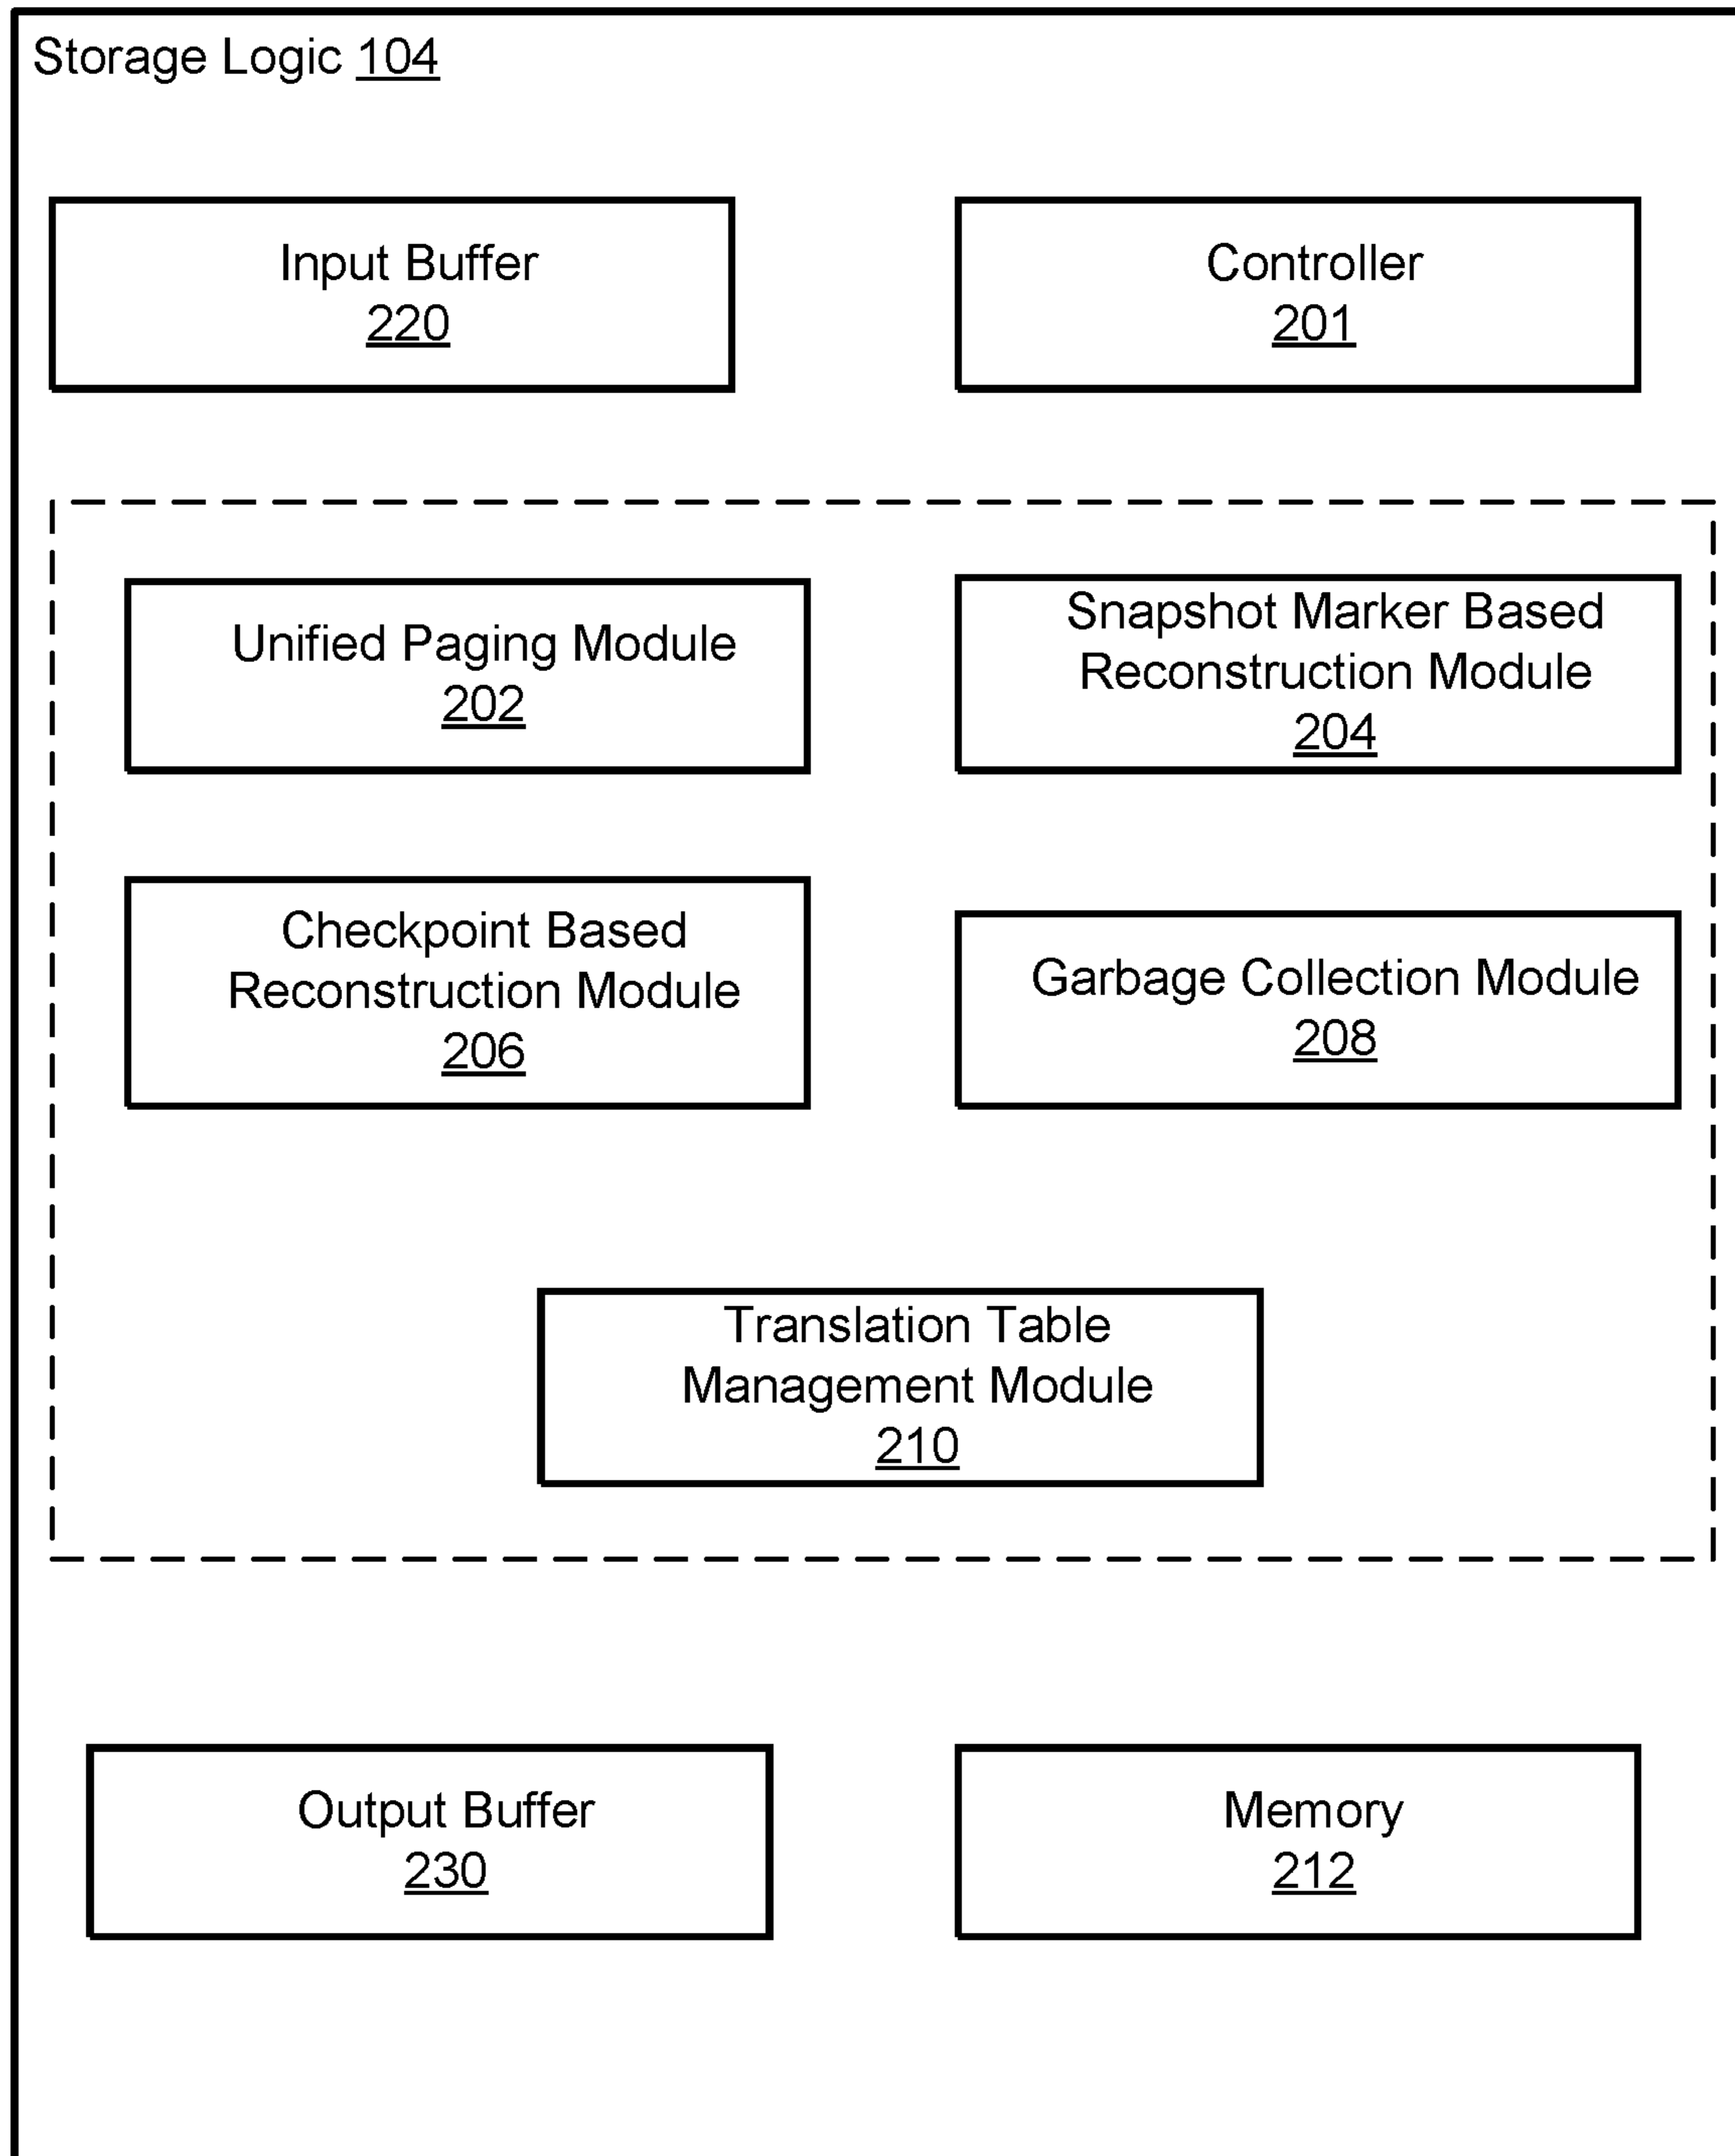 Storage Logic 104
Input Buffer
220
Controller
201
Unified Paging Module
202
Snapshot Marker Based
Reconstruction Module
204
Checkpoint Based
Reconstruction Module
206
Garbage Collection Module
208
Translation Table
Management Module
210
Output Buffer
230
Memory
212